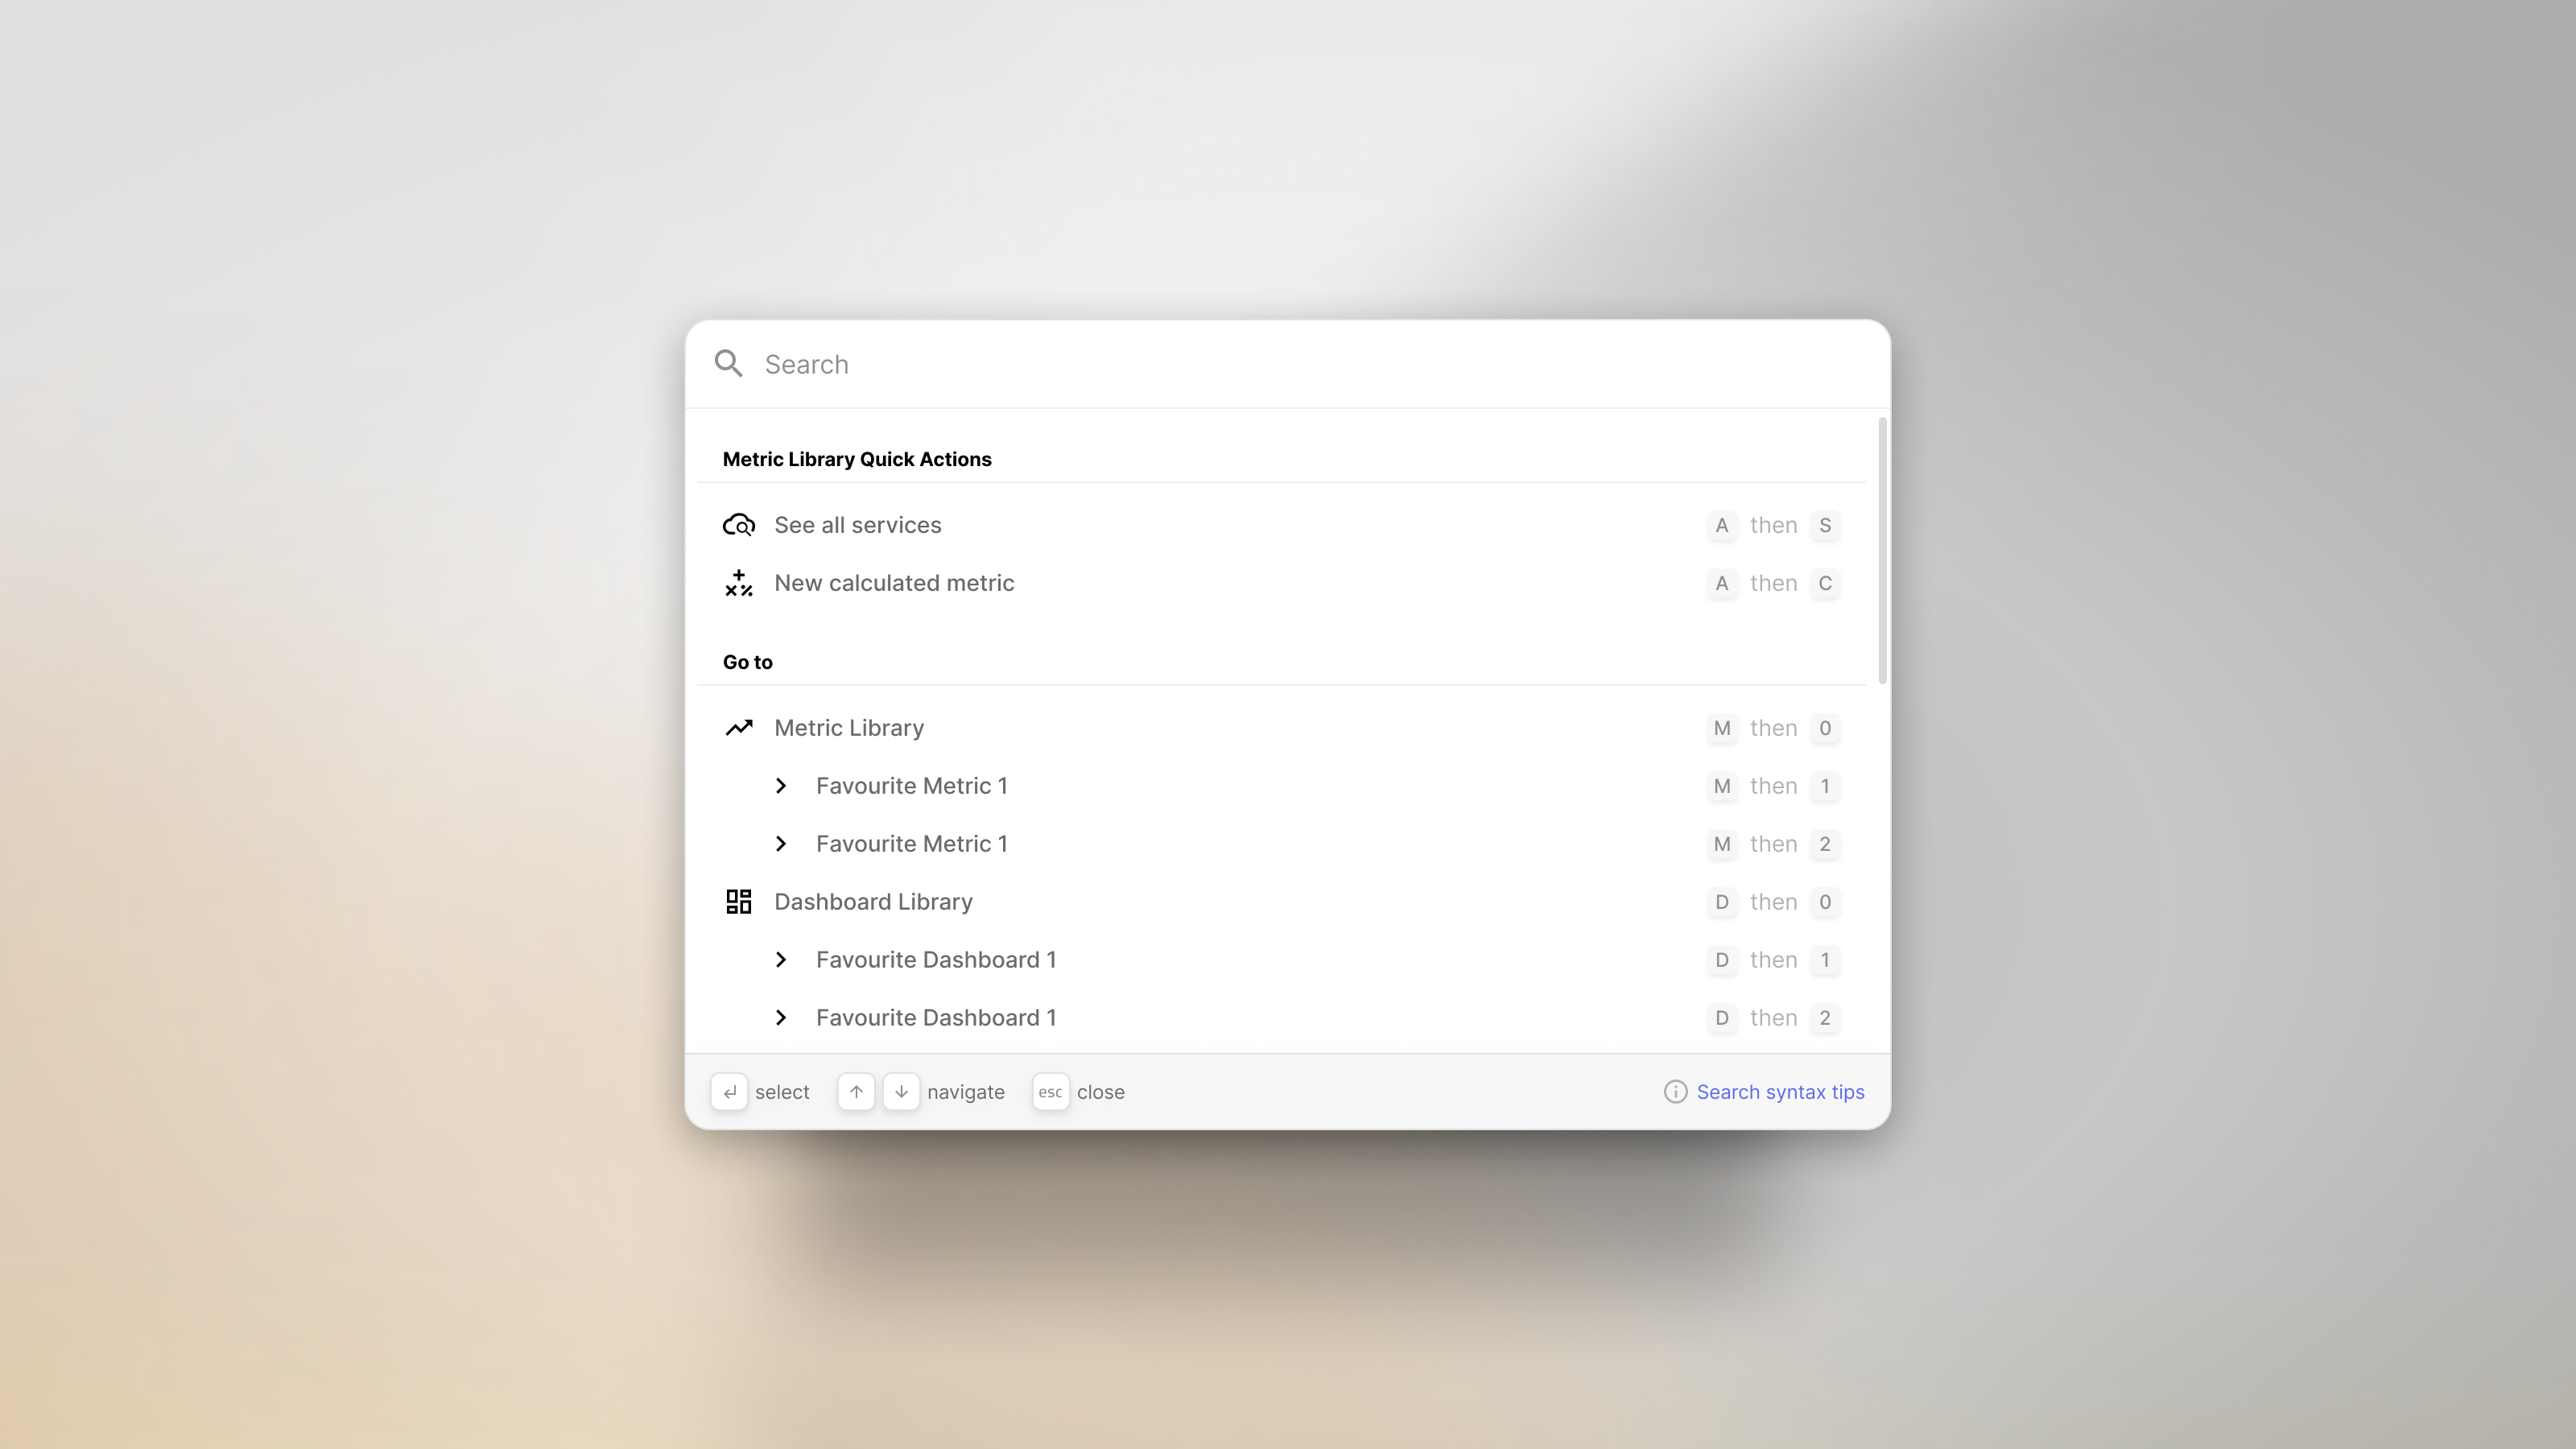 Search
Metric Library Quick Actions
See all services A then S
New calculated metric A then C
Go to
Metric Library M then 0
Favourite Metric 1 M then 1
Favourite Metric 1 M then 2
Dashboard Library D then 0
Favourite Dashboard 1 D then 1
Favourite Dashboard 1 D then 2
select navigate esc close Search syntax tips